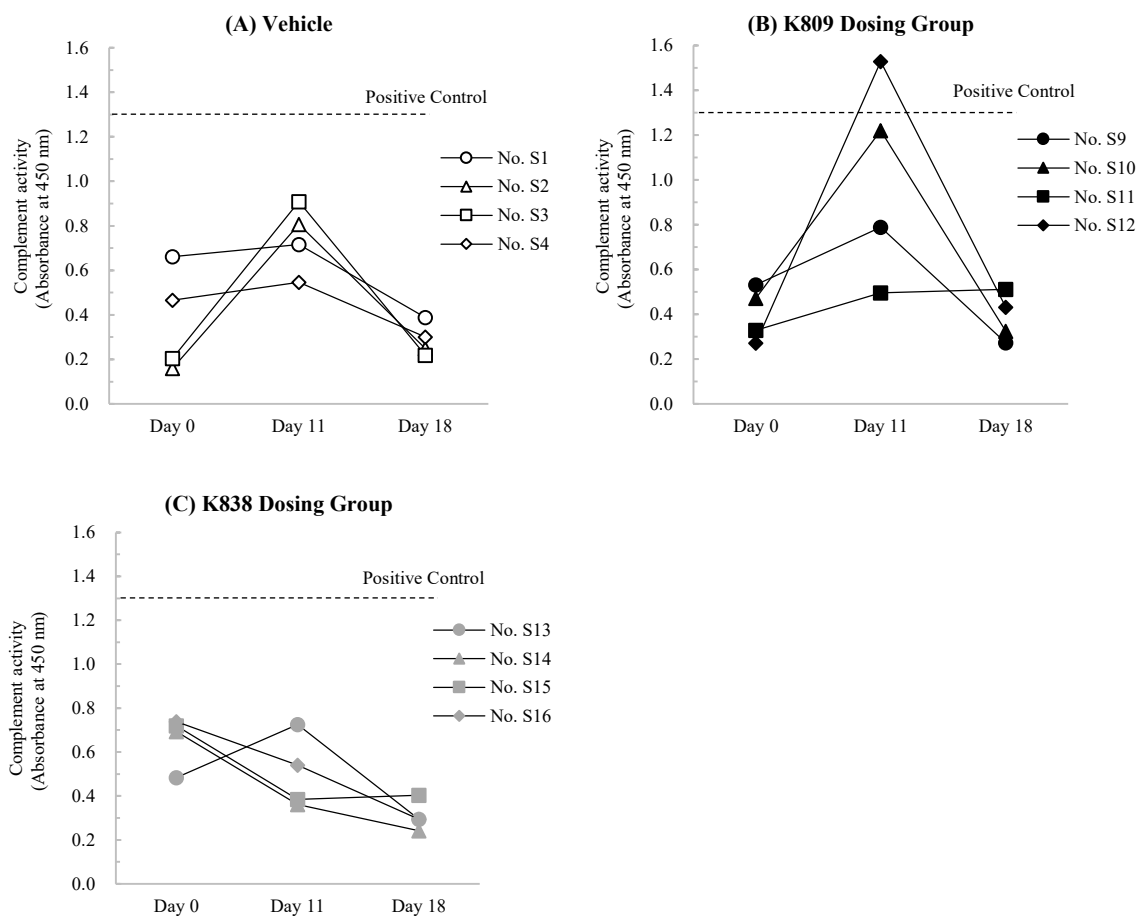 (A) Vehicle
1.6
1.4
1.2
1.0
0.8
0.6
0.4
0.2
0.0
Complement activity
(Absorbance at 450 nm)
Positive Control
No. S1
No. S2
No. S3
No. S4
Day 0 Day 11 Day 18
(B) K809 Dosing Group
1.6
1.4
1.2
1.0
0.8
0.6
0.4
0.2
0.0
Complement activity
(Absorbance at 450 nm)
Positive Control
No. S9
No. S10
No. S11
No. S12
Day 0 Day 11 Day 18
(C) K838 Dosing Group
1.6
1.4
1.2
1.0
0.8
0.6
0.4
0.2
0.0
Complement activity
(Absorbance at 450 nm)
Positive Control
No. S13
No. S14
No. S15
No. S16
Day 0 Day 11 Day 18